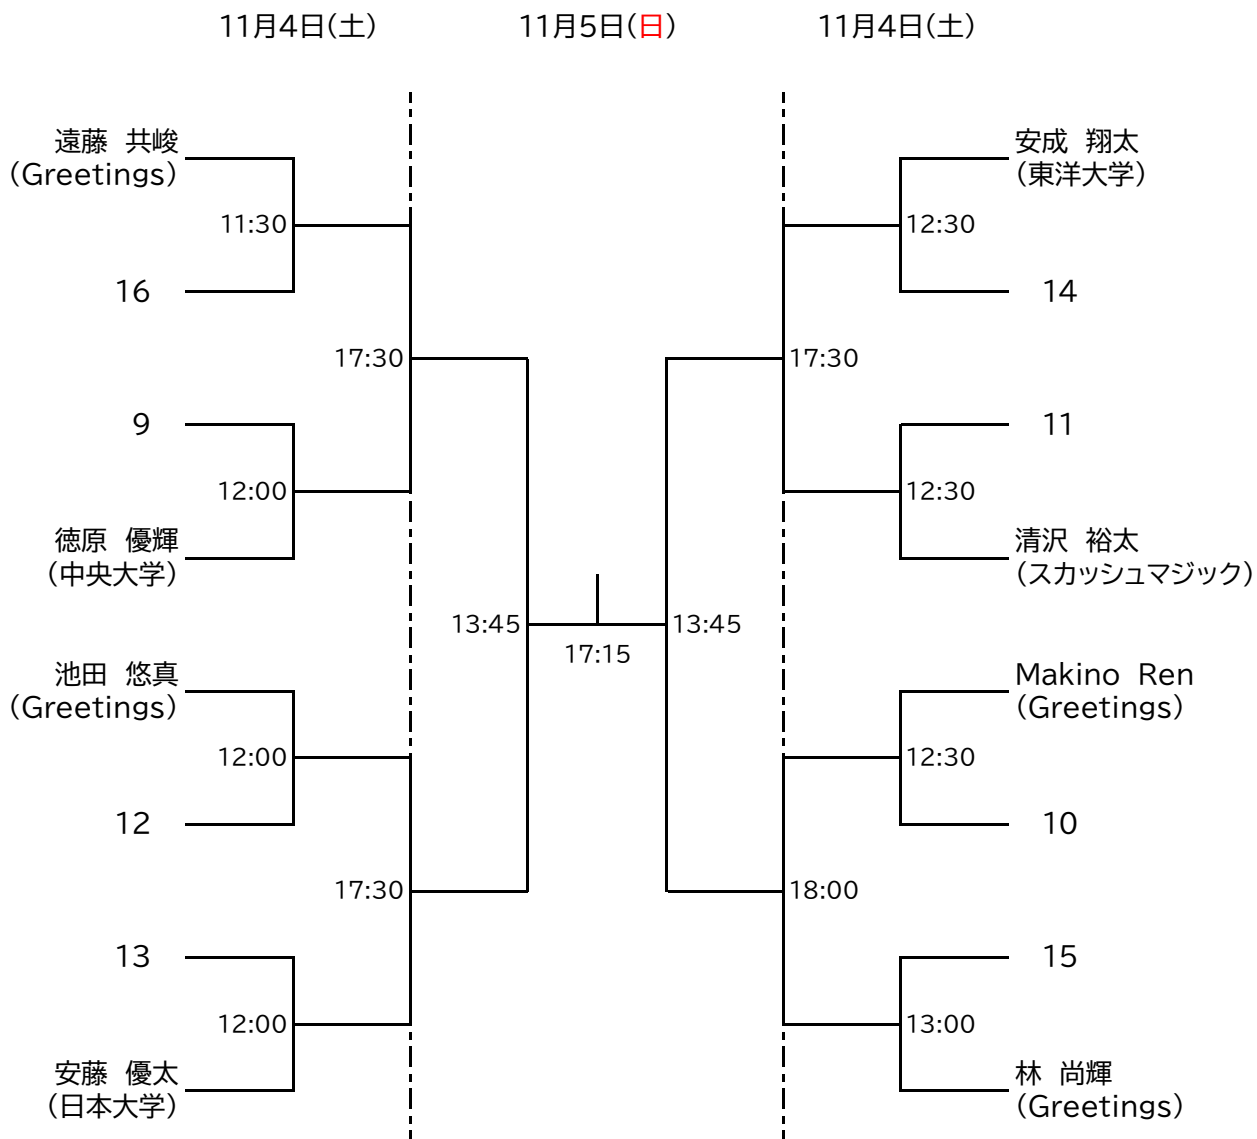 11月4日(土)
11月5日(日)
11月4日(土)
遠藤　共峻
(Greetings)
11:30
16
17:30
9
12:00
徳原　優輝
(中央大学)
池田　悠真
(Greetings)
12:00
12
17:30
13
12:00
安藤　優太
(日本大学)
13:45
17:15
13:45
安成　翔太
(東洋大学)
12:30
14
17:30
11
12:30
清沢　裕太
(スカッシュマジック)
Makino Ren
(Greetings)
12:30
10
18:00
15
13:00
林　尚輝
(Greetings)